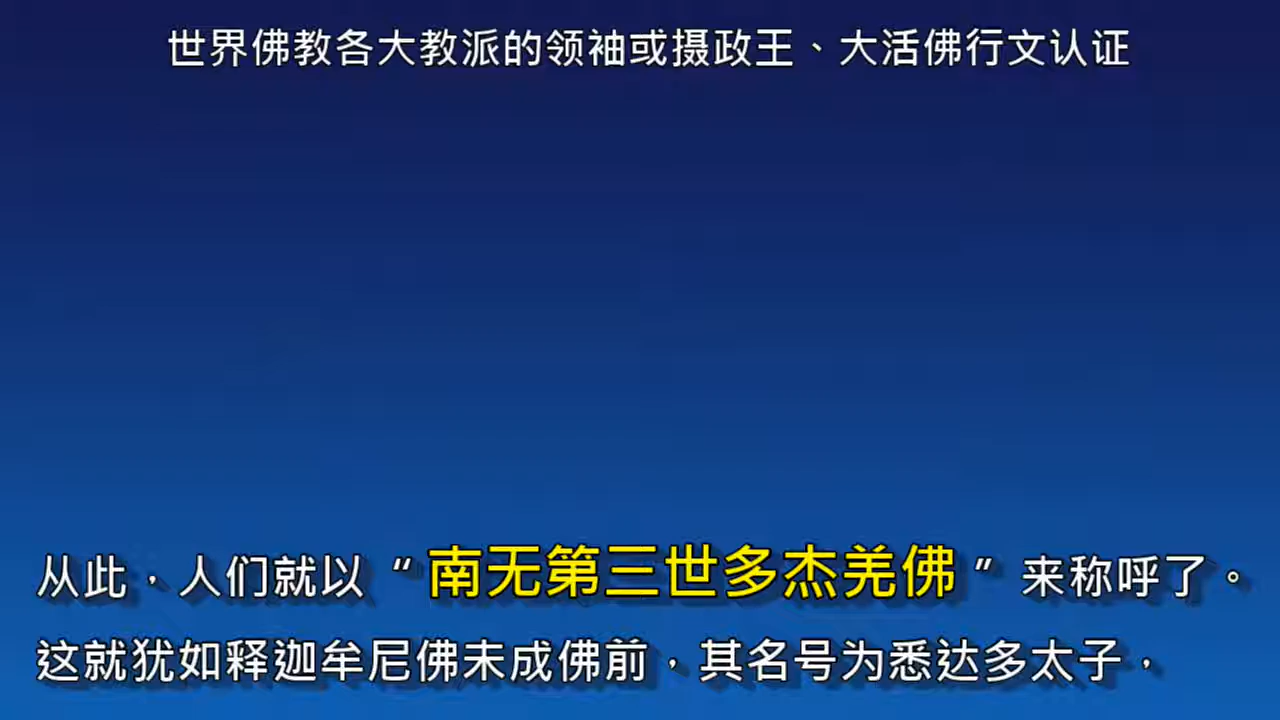 世界佛教各大教派的领袖或摄政王、大活佛行文认证
从此，人们就以“南无第三世多杰羌佛”来称呼了。
这就犹如释迦牟尼佛未成佛前，其名号为悉达多太子，